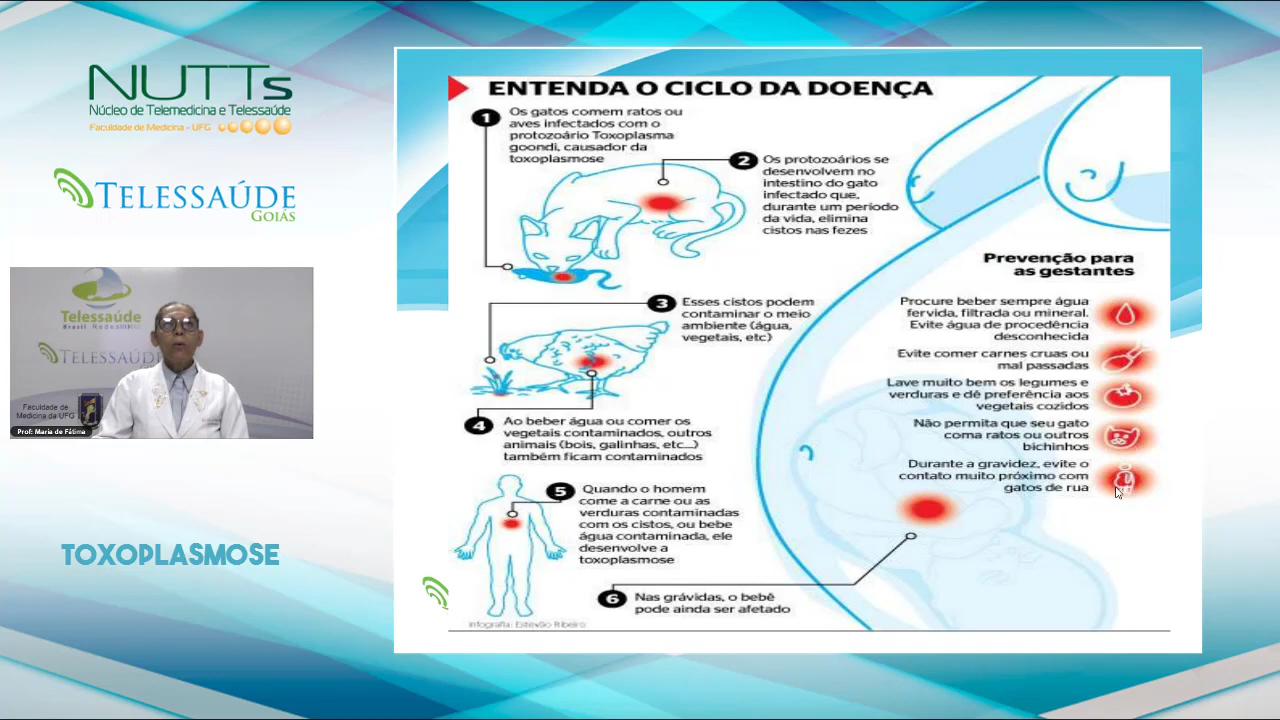 NUTTs
Núcleo de Telemedicina e Telessaúde
Faculdade de Medicina - UFG
TELESSAÚDE
GOIÁS
Telessaúde
Brasil Redes
TELESSAÚDE
Faculdade de
Medicina da UFG
Prof: Maria de Fátima
TOXOPLASMOSE
ENTENDA O CICLO DA DOENÇA
1
Os gatos comem ratos ou
aves infectados com o
protozoário Toxoplasma
goondi, causador da
toxoplasmose
2
Os protozoários se
desenvolvem no
intestino do gato
infectado que,
durante um período
da vida, elimina
cistos nas fezes
3
Esses cistos podem
contaminar o meio
ambiente (água,
vegetais, etc)
4
Ao beber água ou comer os
vegetais contaminados, outros
animais (bois, galinhas, etc...)
também ficam contaminados
5
Quando o homem
come a carne ou as
verduras contaminadas
com os cistos, ou bebe
água contaminada, ele
desenvolve a
toxoplasmose
6
Nas grávidas, o bebê
pode ainda ser afetado
Prevenção para
as gestantes
Procure beber sempre água
fervida, filtrada ou mineral.
Evite água de procedência
desconhecida
Evite comer carnes cruas ou
mal passadas
Lave muito bem os legumes e
verduras e dê preferência aos
vegetais cozidos
Não permita que seu gato
coma ratos ou outros
bichinhos
Durante a gravidez, evite o
contato muito próximo com
gatos de rua
Infografia: Estevão Ribeiro